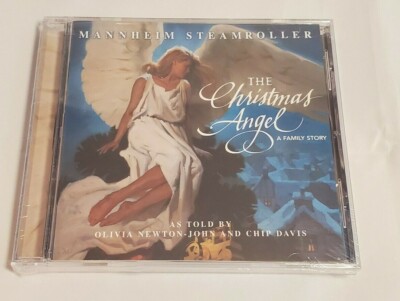 MANNHEIM STEAMROLLER
THE
Christmas
Angel
A FAMILY STORY
AS TOLD BY
OLIVIA NEWTON-JOHN AND CHIP DAVIS